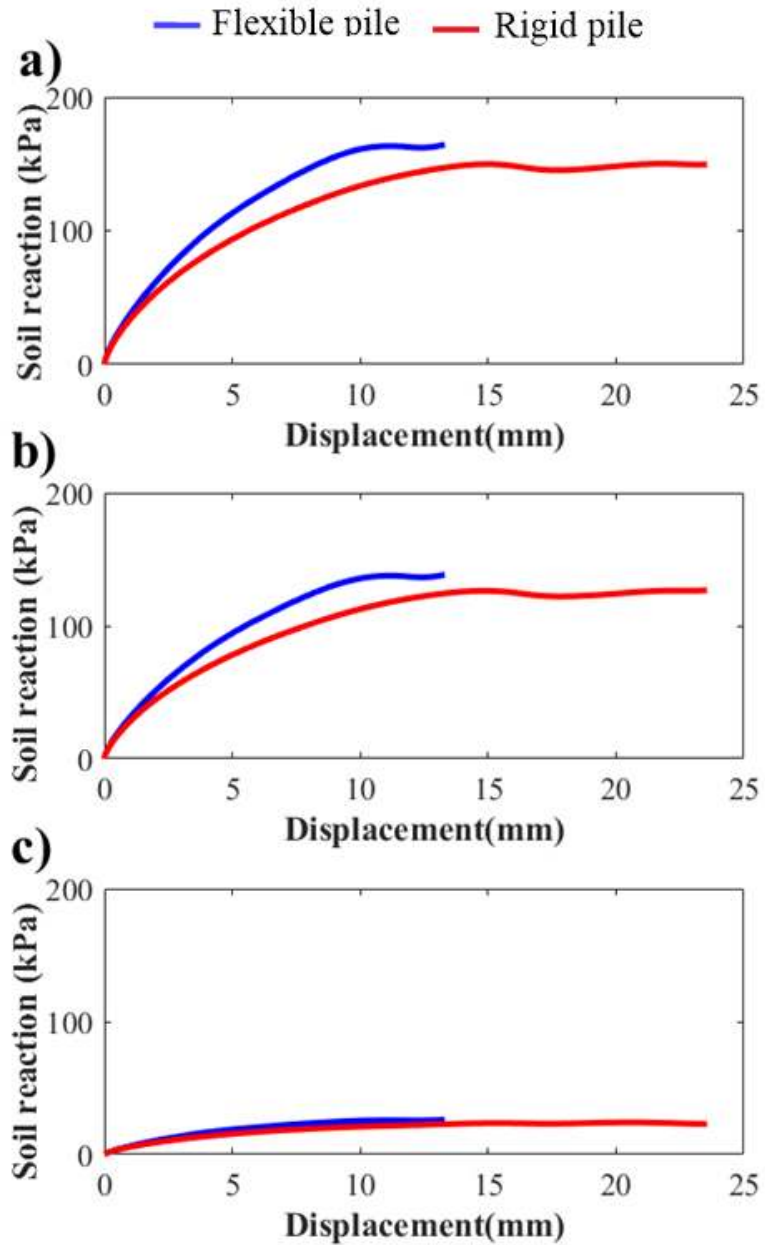 Flexible pile Rigid pile
a)
200
100
0
Soil reaction (kPa)
0 5 10 15 20 25
Displacement(mm)
b)
200
100
0
Soil reaction (kPa)
0 5 10 15 20 25
Displacement(mm)
c)
200
100
0
Soil reaction (kPa)
0 5 10 15 20 25
Displacement(mm)